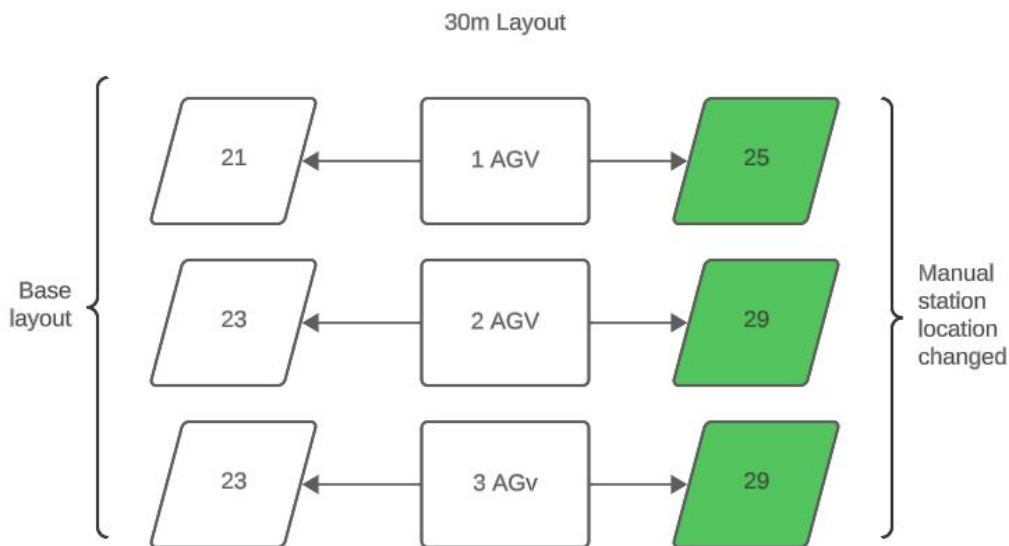 30m Layout
21
1 AGV
25
Base
layout
23
2 AGV
29
Manual
station
location
changed
23
3 AGv
29